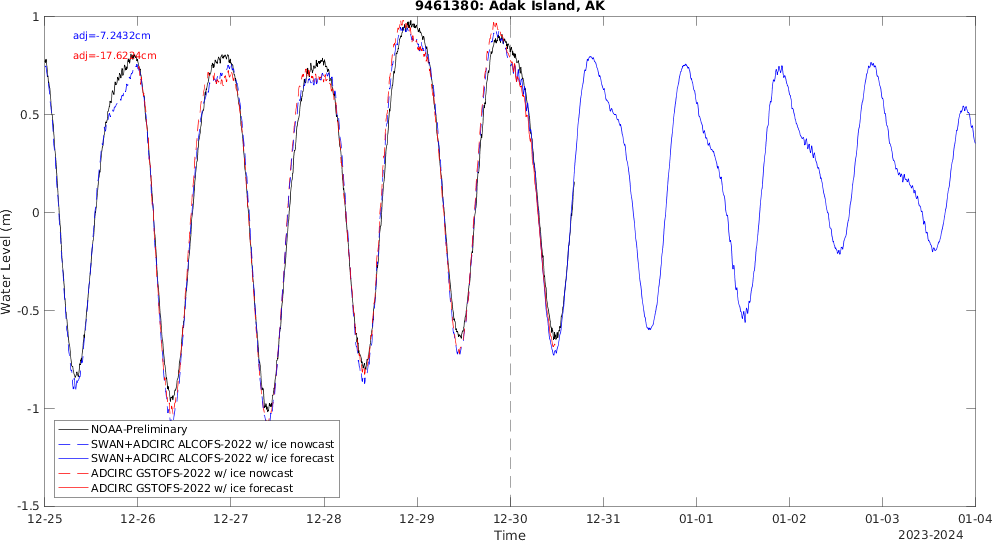 9461380: Adak Island, AK
adj=-7.2432cm
adj=-17.6234cm
1
0.5
0
-0.5
-1
-1.5
Water Level (m)
NOAA-Preliminary
SWAN+ADCIRC ALCOFS-2022 w/ ice nowcast
SWAN+ADCIRC ALCOFS-2022 w/ ice forecast
ADCIRC GSTOFS-2022 w/ ice nowcast
ADCIRC GSTOFS-2022 w/ ice forecast
12-25 12-26 12-27 12-28 12-29 12-30 12-31 01-01 01-02 01-03 01-04
Time
2023-2024